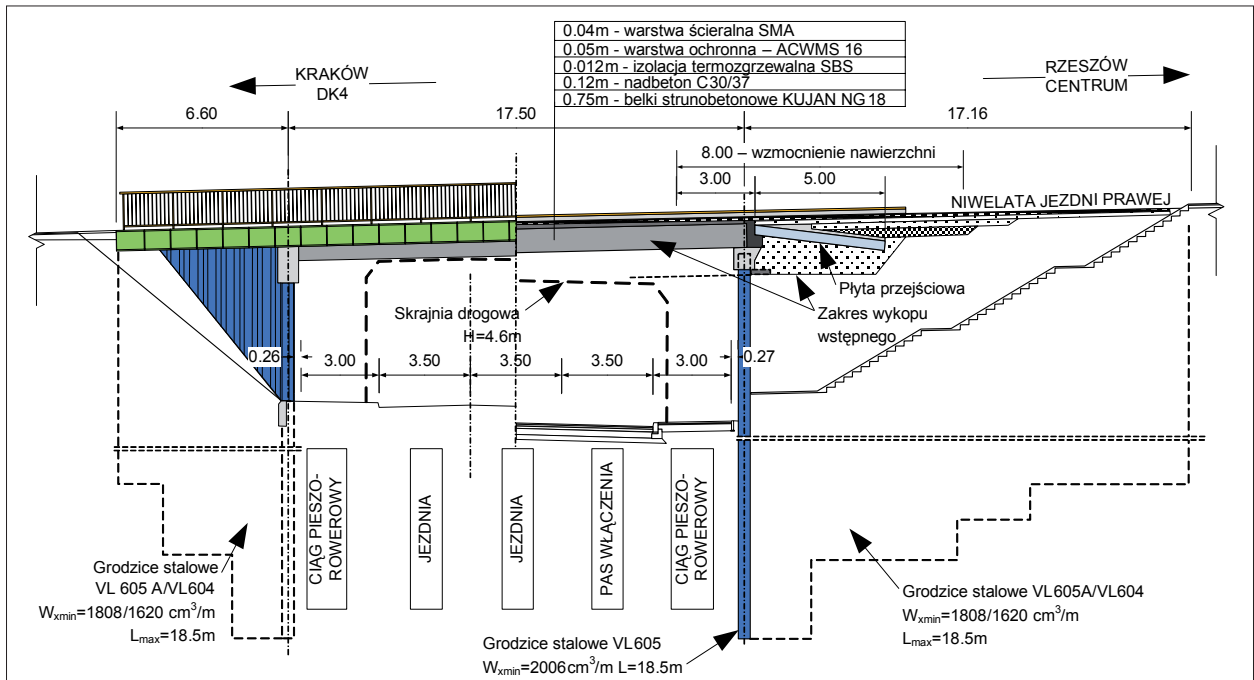 0.04m - warstwa ścieralna SMA
0.05m - warstwa ochronna – ACWMS 16
0.012m - izolacja termozgrzewalna SBS
0.12m - nadbeton C30/37
0.75m - belki strunobetonowe KUJAN NG 18
KRAKÓW
DK4
RZESZÓW
CENTRUM
6.60
17.50
17.16
8.00 – wzmocnienie nawierzchni
3.00
5.00
NIWELATA JEZDNI PRAWEJ
Płyta przejściowa
Skrajnia drogowa
H=4.6m
Zakres wykopu
wstępnego
0.26
3.00
3.50
3.50
3.50
3.00
0.27
CIĄG PIESZO-
ROWEROWY
JEZDNIA
JEZDNIA
PAS WŁĄCZENIA
CIĄG PIESZO-
ROWEROWY
Grodzice stalowe
VL 605 A/VL604
Wxmin=1808/1620 cm³/m
Lmax=18.5m
Grodzice stalowe VL605
Wxmin=2006cm³/m L=18.5m
Grodzice stalowe VL605A/VL604
Wxmin=1808/1620 cm³/m
Lmax=18.5m